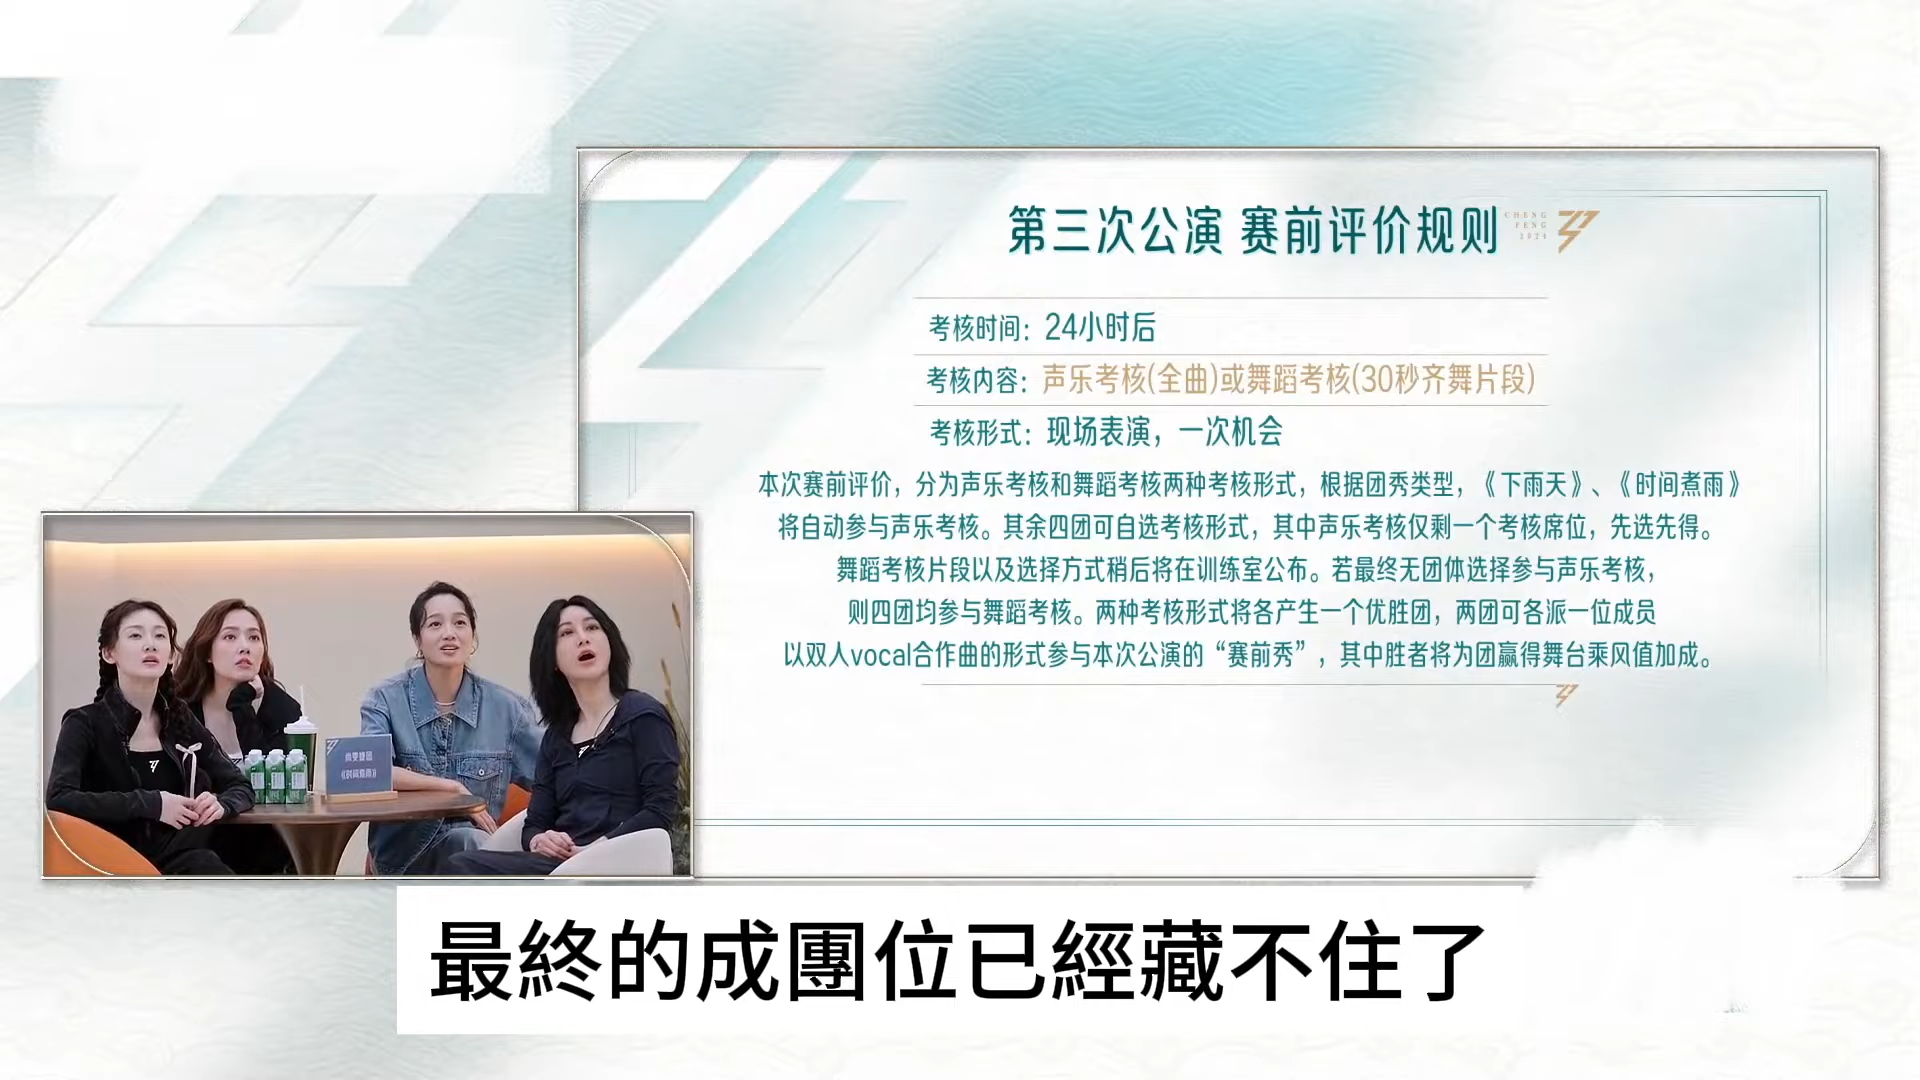 第三次公演 赛前评价规则
CHENG
FENG
2024
考核时间：24小时后
考核内容：声乐考核(全曲)或舞蹈考核(30秒齐舞片段)
考核形式：现场表演，一次机会
本次赛前评价，分为声乐考核和舞蹈考核两种考核形式，根据团秀类型，《下雨天》、《时间煮雨》
将自动参与声乐考核。其余四团可自选考核形式，其中声乐考核仅剩一个考核席位，先选先得。
舞蹈考核片段以及选择方式稍后将在训练室公布。若最终无团体选择参与声乐考核，
则四团均参与舞蹈考核。两种考核形式将各产生一个优胜团，两团可各派一位成员
以双人vocal合作曲的形式参与本次公演的“赛前秀”，其中胜者将为团赢得舞台乘风值加成。
尚雯婕团
《时间煮雨》
最終的成團位已經藏不住了